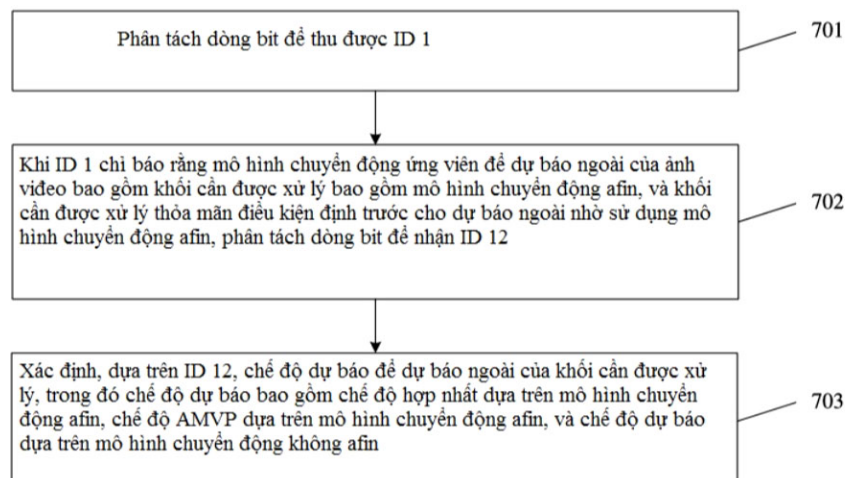 Phân tách dòng bit để thu được ID 1
701
Khi ID 1 chỉ báo rằng mô hình chuyển động ứng viên để dự báo ngoài của ảnh
viđeo bao gồm khối cần được xử lý bao gồm mô hình chuyển động afin, và khối
cần được xử lý thỏa mãn điều kiện định trước cho dự báo ngoài nhờ sử dụng mô
hình chuyển động afin, phân tách dòng bit để nhận ID 12
702
Xác định, dựa trên ID 12, chế độ dự báo để dự báo ngoài của khối cần được xử
lý, trong đó chế độ dự báo bao gồm chế độ hợp nhất dựa trên mô hình chuyển
động afin, chế độ AMVP dựa trên mô hình chuyển động afin, và chế độ dự báo
dựa trên mô hình chuyển động không afin
703